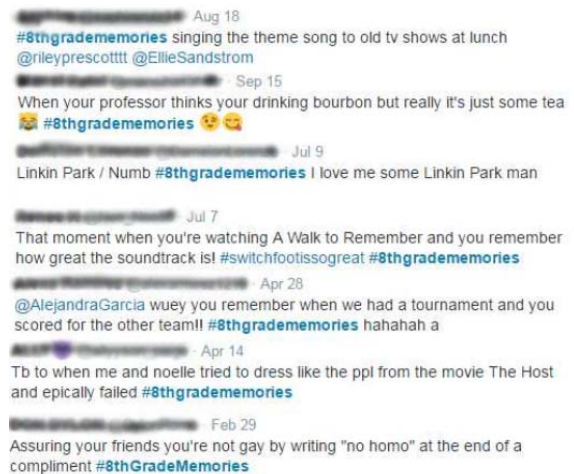 Aug 18
#8thgradememories singing the theme song to old tv shows at lunch
@rileyprescotttt @EllieSandstrom
Sep 15
When your professor thinks your drinking bourbon but really it's just some tea
😹 #8thgradememories 😉 😋
Jul 9
Linkin Park / Numb #8thgradememories I love me some Linkin Park man
Jul 7
That moment when you're watching A Walk to Remember and you remember
how great the soundtrack is! #switchfootissogreat #8thgradememories
Apr 28
@AlejandraGarcia wuey you remember when we had a tournament and you
scored for the other team!! #8thgradememories hahahah a
Apr 14
Tb to when me and noelle tried to dress like the ppl from the movie The Host
and epically failed #8thgradememories
Feb 29
Assuring your friends you're not gay by writing "no homo" at the end of a
compliment #8thGradeMemories